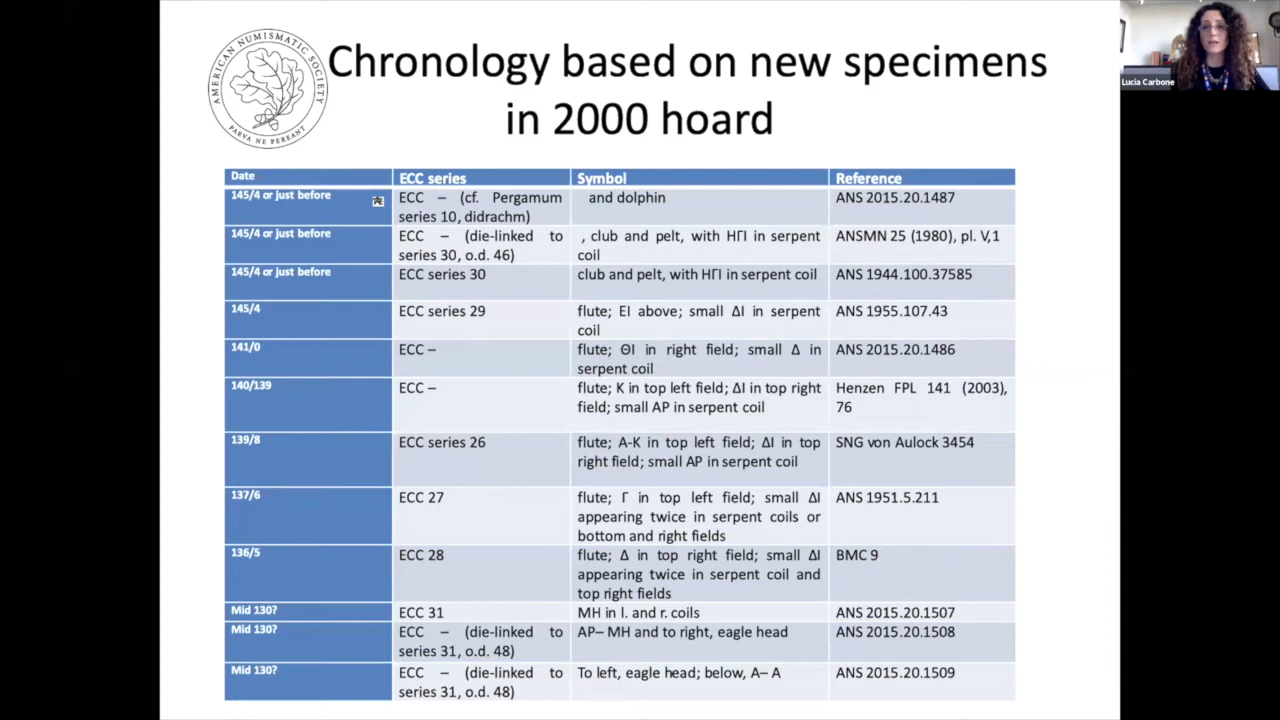 AMERICAN NUMISMATIC SOCIETY
PARVA NE PEREANT
Chronology based on new specimens
in 2000 hoard
Lucia Carbone
Date ECC series Symbol Reference
145/4 or just before ECC – (cf. Pergamum and dolphin ANS 2015.20.1487
series 10, didrachm)
145/4 or just before ECC – (die-linked to , club and pelt, with ΗΓΙ in serpent ANSMN 25 (1980), pl. V,1
series 30, o.d. 46) coil
145/4 or just before ECC series 30 club and pelt, with ΗΓΙ in serpent coil ANS 1944.100.37585
145/4 ECC series 29 flute; ΕΙ above; small ΔΙ in serpent ANS 1955.107.43
coil
141/0 ECC – flute; ΘΙ in right field; small Δ in ANS 2015.20.1486
serpent coil
140/139 ECC – flute; K in top left field; ΔΙ in top right Henzen FPL 141 (2003),
field; small AP in serpent coil 76
139/8 ECC series 26 flute; A-K in top left field; ΔΙ in top SNG von Aulock 3454
right field; small AP in serpent coil
137/6 ECC 27 flute; Γ in top left field; small ΔΙ ANS 1951.5.211
appearing twice in serpent coils or
bottom and right fields
136/5 ECC 28 flute; Δ in top right field; small ΔΙ BMC 9
appearing twice in serpent coil and
top right fields
Mid 130? ECC 31 MH in l. and r. coils ANS 2015.20.1507
Mid 130? ECC – (die-linked to AP– MH and to right, eagle head ANS 2015.20.1508
series 31, o.d. 48)
Mid 130? ECC – (die-linked to To left, eagle head; below, A– A ANS 2015.20.1509
series 31, o.d. 48)